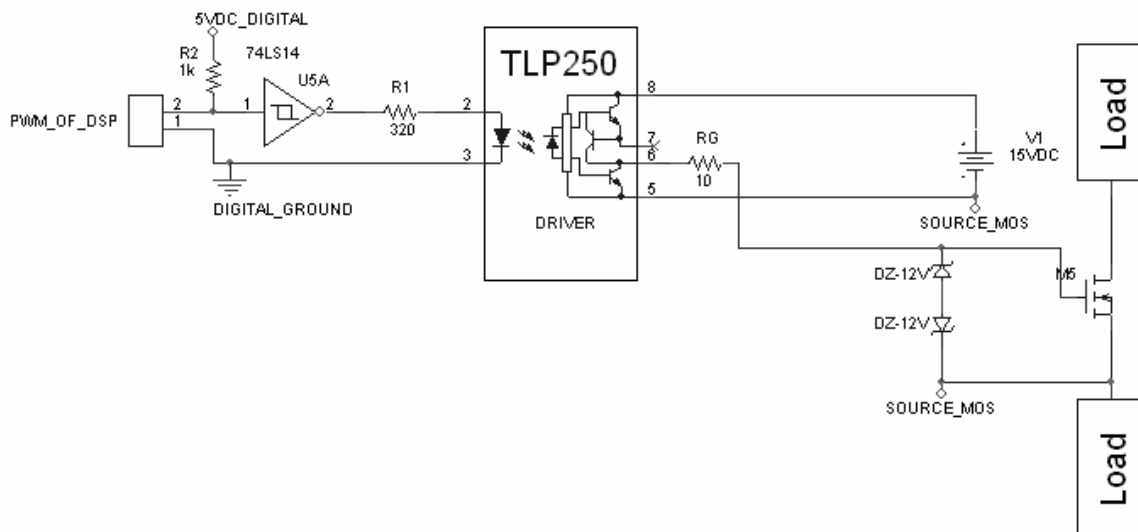 5VDC_DIGITAL
R2
1k
74LS14
U5A
PWM_OF_DSP
2
1
1
2
R1
320
DIGITAL_GROUND
TLP250
2
3
8
7
6
5
DRIVER
RG
10
V1
15VDC
SOURCE_MOS
Load
DZ-12V
DZ-12V
M5
SOURCE_MOS
Load